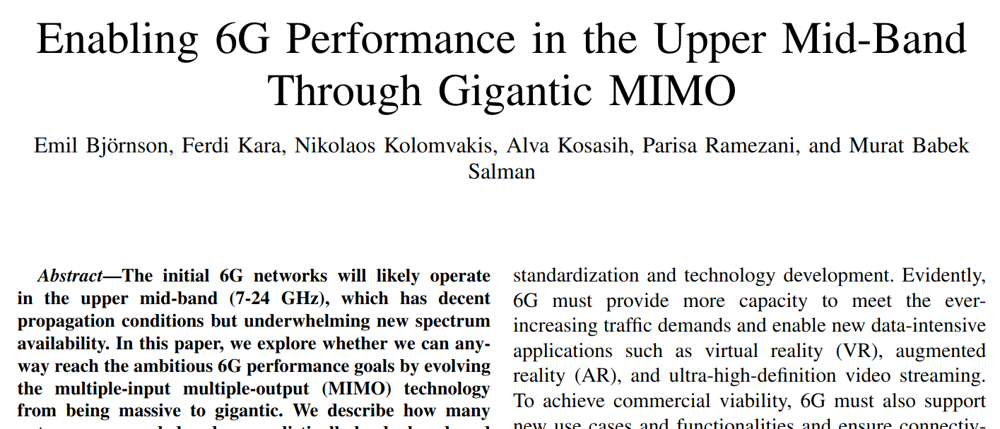 Enabling 6G Performance in the Upper Mid-Band
Through Gigantic MIMO
Emil Björnson, Ferdi Kara, Nikolaos Kolomvakis, Alva Kosasih, Parisa Ramezani, and Murat Babek
Salman
Abstract—The initial 6G networks will likely operate
in the upper mid-band (7-24 GHz), which has decent
propagation conditions but underwhelming new spectrum
availability. In this paper, we explore whether we can any-
way reach the ambitious 6G performance goals by evolving
the multiple-input multiple-output (MIMO) technology
from being massive to gigantic. We describe how many
standardization and technology development. Evidently,
6G must provide more capacity to meet the ever-
increasing traffic demands and enable new data-intensive
applications such as virtual reality (VR), augmented
reality (AR), and ultra-high-definition video streaming.
To achieve commercial viability, 6G must also support
new use cases and functionalities and ensure connectiv-